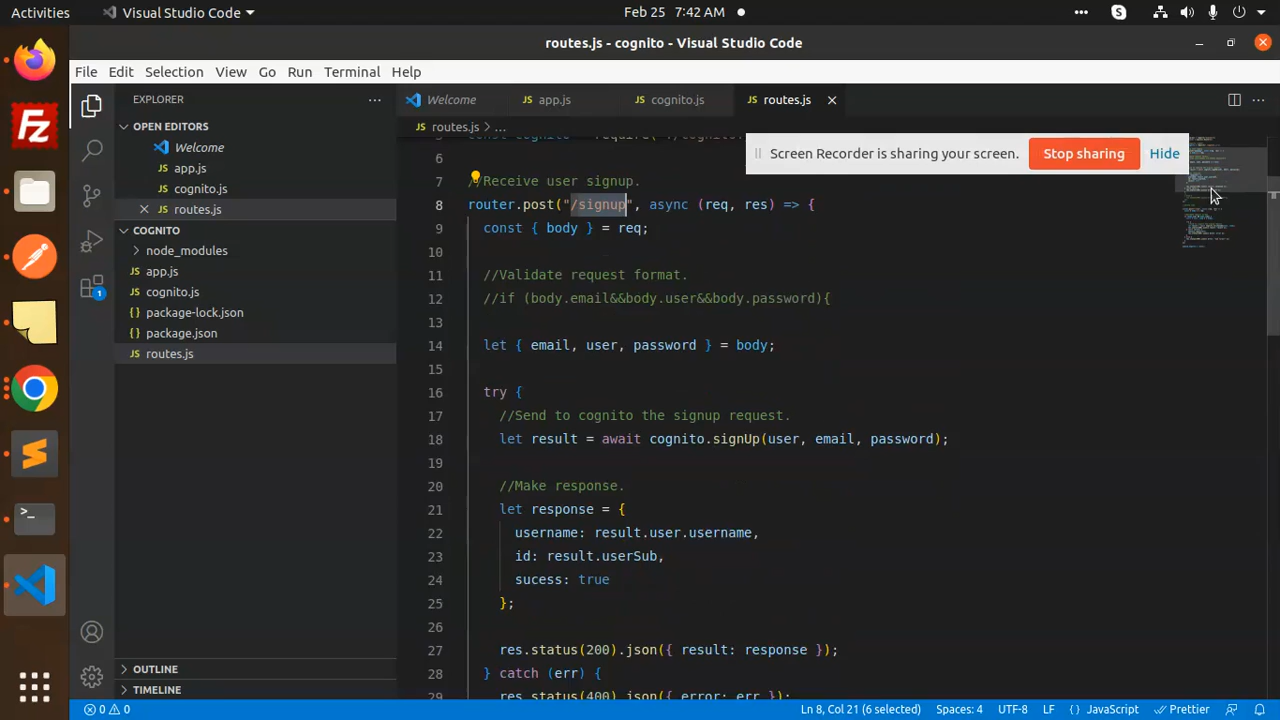 Activities
Visual Studio Code
Feb 25 7:42 AM
routes.js - cognito - Visual Studio Code
File Edit Selection View Go Run Terminal Help
EXPLORER
OPEN EDITORS
Welcome
app.js
cognito.js
routes.js
COGNITO
node_modules
app.js
cognito.js
package-lock.json
package.json
routes.js
OUTLINE
TIMELINE
1
Welcome
app.js
cognito.js
routes.js
routes.js > ...
Screen Recorder is sharing your screen.
Stop sharing
Hide
6
7 //Receive user signup.
8 router.post("/signup", async (req, res) => {
9 const { body } = req;
10
11 //Validate request format.
12 //if (body.email&&body.user&&body.password){
13
14 let { email, user, password } = body;
15
16 try {
17 //Send to cognito the signup request.
18 let result = await cognito.signUp(user, email, password);
19
20 //Make response.
21 let response = {
22 username: result.user.username,
23 id: result.userSub,
24 sucess: true
25 };
26
27 res.status(200).json({ result: response });
28 } catch (err) {
29 res.status(400).json({ error: err });
0 0
Ln 8, Col 21 (6 selected)
Spaces: 4
UTF-8
LF
{ } JavaScript
Prettier